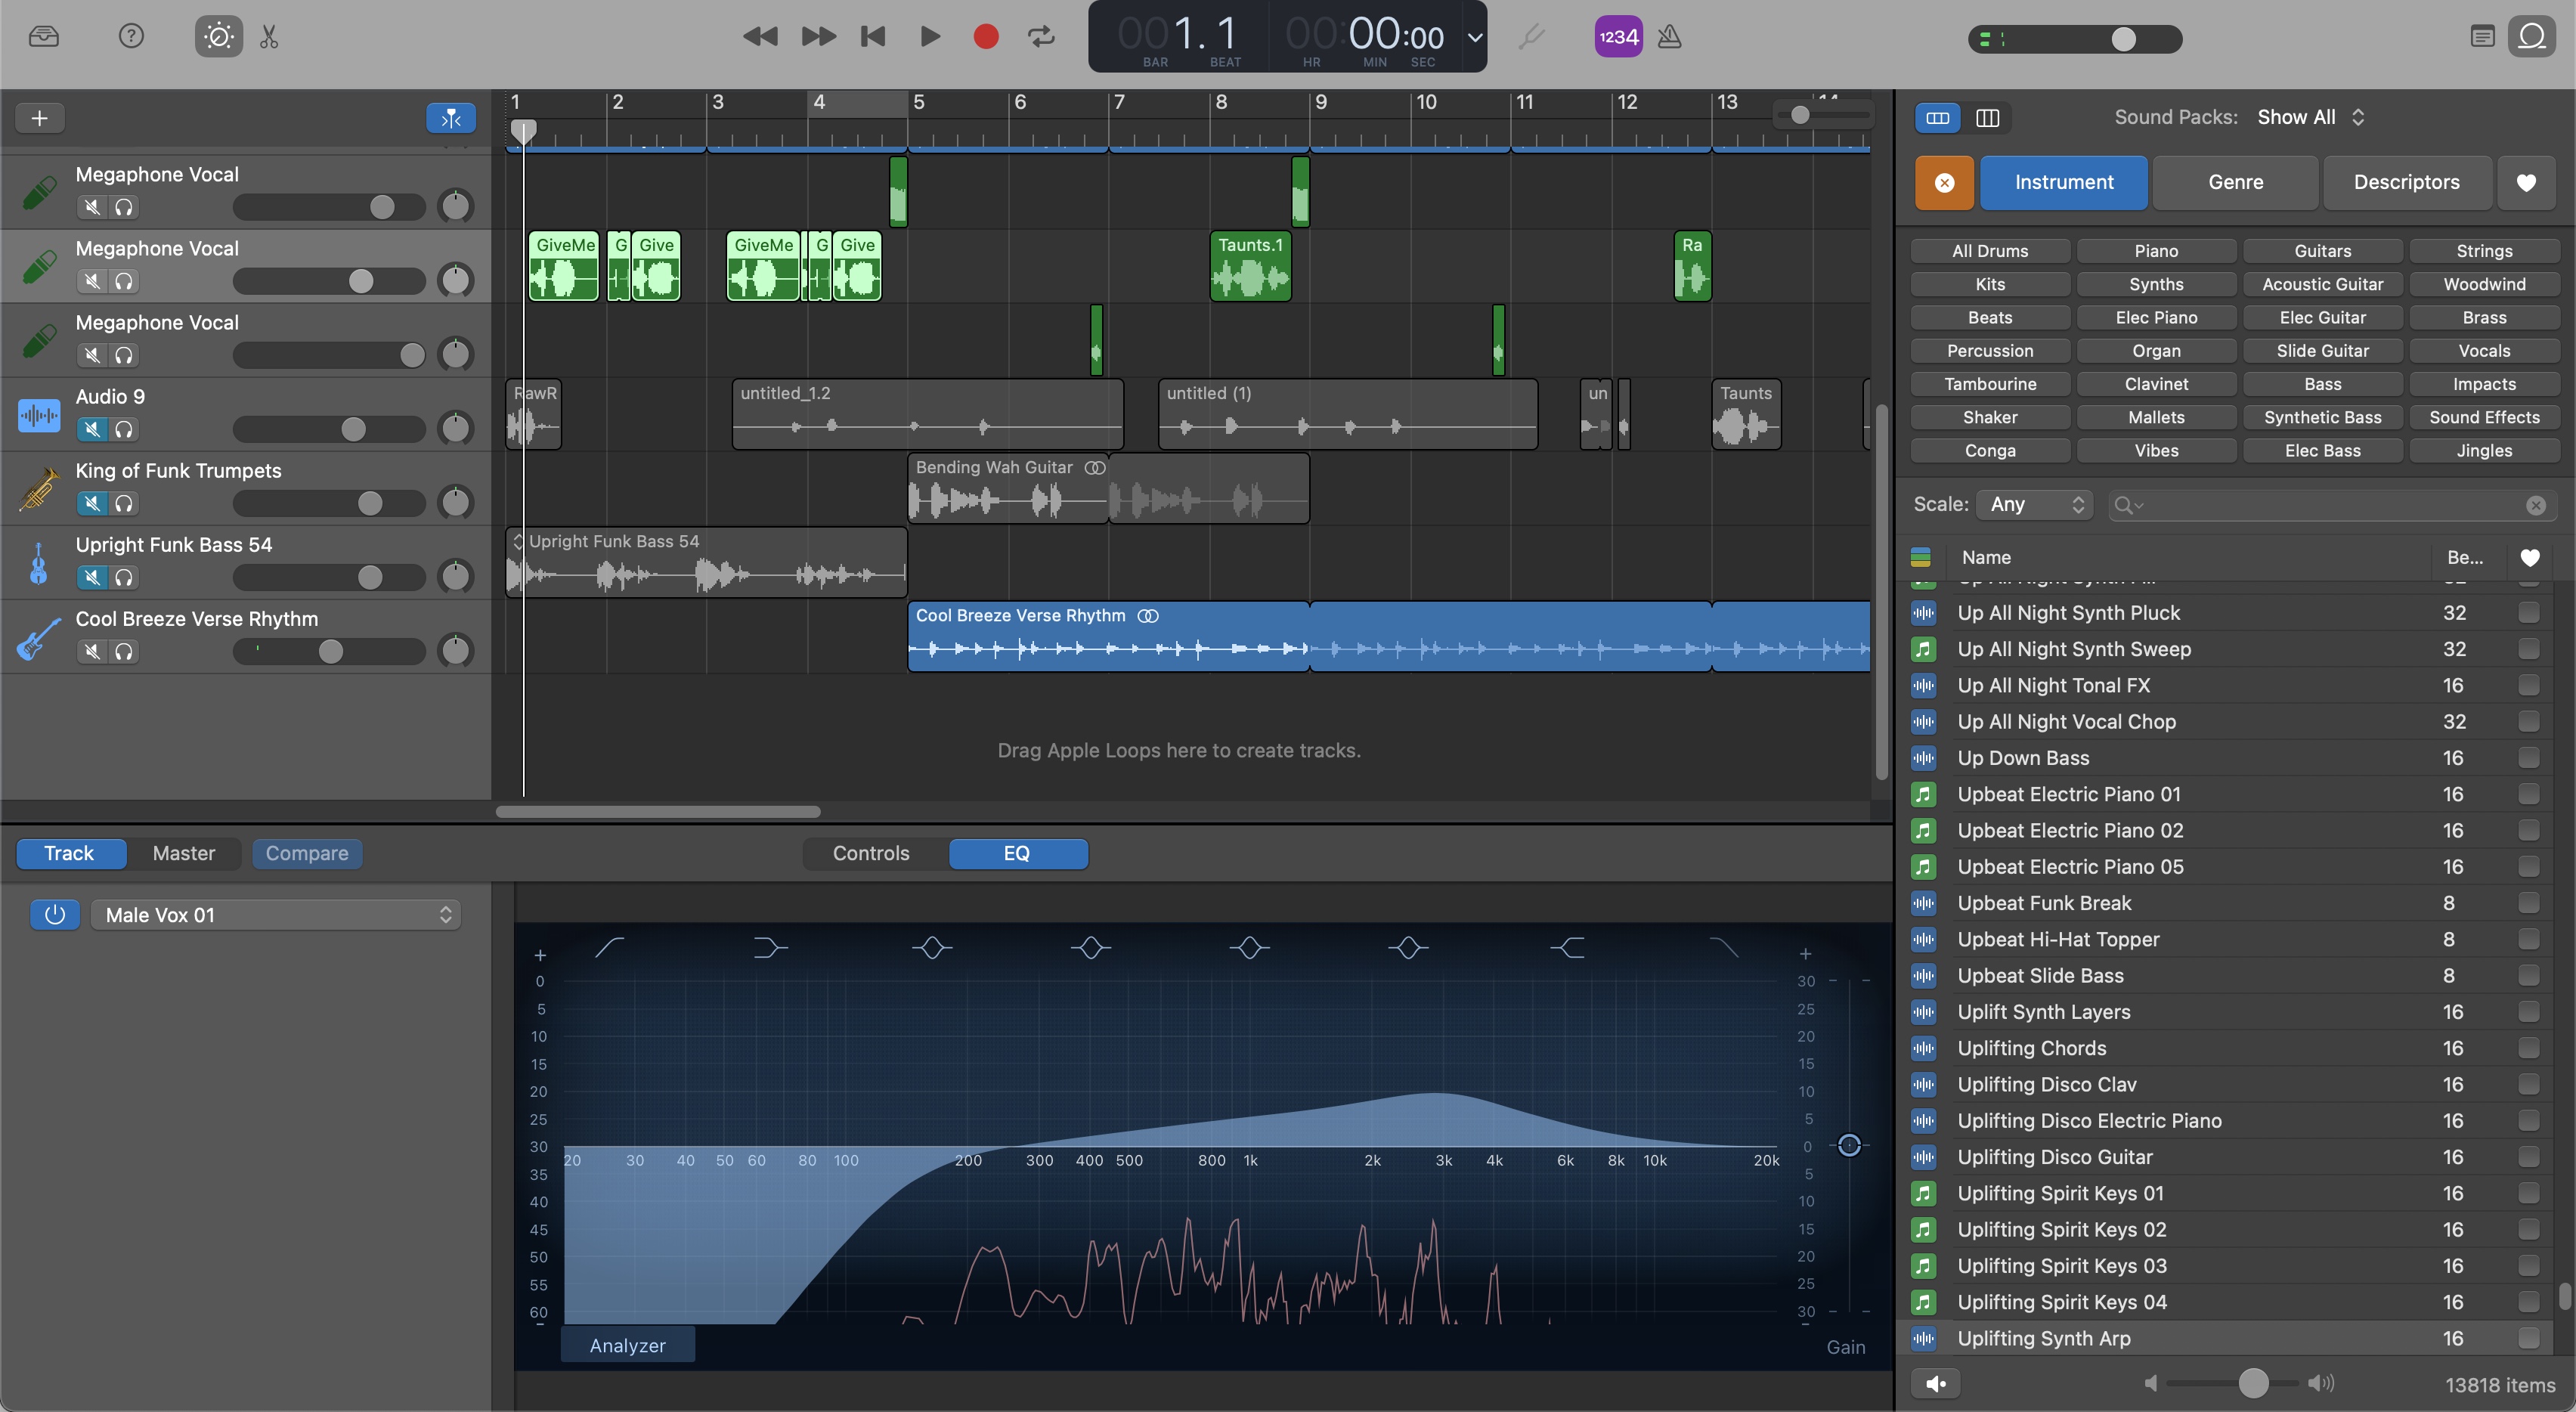 1. 1
00:00
BAR
BEAT
HR
MIN
SEC
1234
1 2 3 4 5 6 7 8 9 10 11 12 13
Sound Packs: Show All
Instrument
Genre
Descriptors
Megaphone Vocal
Megaphone Vocal
GiveMe
G
Give
GiveMe
G
Give
Taunts.1
Ra
Megaphone Vocal
Audio 9
RawR
untitled_1.2
untitled (1)
un
Taunts
King of Funk Trumpets
Bending Wah Guitar
Upright Funk Bass 54
Upright Funk Bass 54
Cool Breeze Verse Rhythm
Cool Breeze Verse Rhythm
Drag Apple Loops here to create tracks.
All Drums Piano Guitars Strings
Kits Synths Acoustic Guitar Woodwind
Beats Elec Piano Elec Guitar Brass
Percussion Organ Slide Guitar Vocals
Tambourine Clavinet Bass Impacts
Shaker Mallets Synthetic Bass Sound Effects
Conga Vibes Elec Bass Jingles
Scale: Any
Name Be...
Up All Night Synth Pluck 32
Up All Night Synth Sweep 32
Up All Night Tonal FX 16
Up All Night Vocal Chop 32
Up Down Bass 16
Upbeat Electric Piano 01 16
Upbeat Electric Piano 02 16
Upbeat Electric Piano 05 16
Upbeat Funk Break 8
Upbeat Hi-Hat Topper 8
Upbeat Slide Bass 8
Uplift Synth Layers 16
Uplifting Chords 16
Uplifting Disco Clav 16
Uplifting Disco Electric Piano 16
Uplifting Disco Guitar 16
Uplifting Spirit Keys 01 16
Uplifting Spirit Keys 02 16
Uplifting Spirit Keys 03 16
Uplifting Spirit Keys 04 16
Uplifting Synth Arp 16
13818 items
Track
Master
Compare
Controls
EQ
Male Vox 01
+ +
0 30
5 25
10 20
15 15
20 10
25 5
30 0
20 30 40 50 60 80 100 200 300 400 500 800 1k 2k 3k 4k 6k 8k 10k 20k
35 5
40 10
45 15
50 20
55 25
60 30
Analyzer
Gain